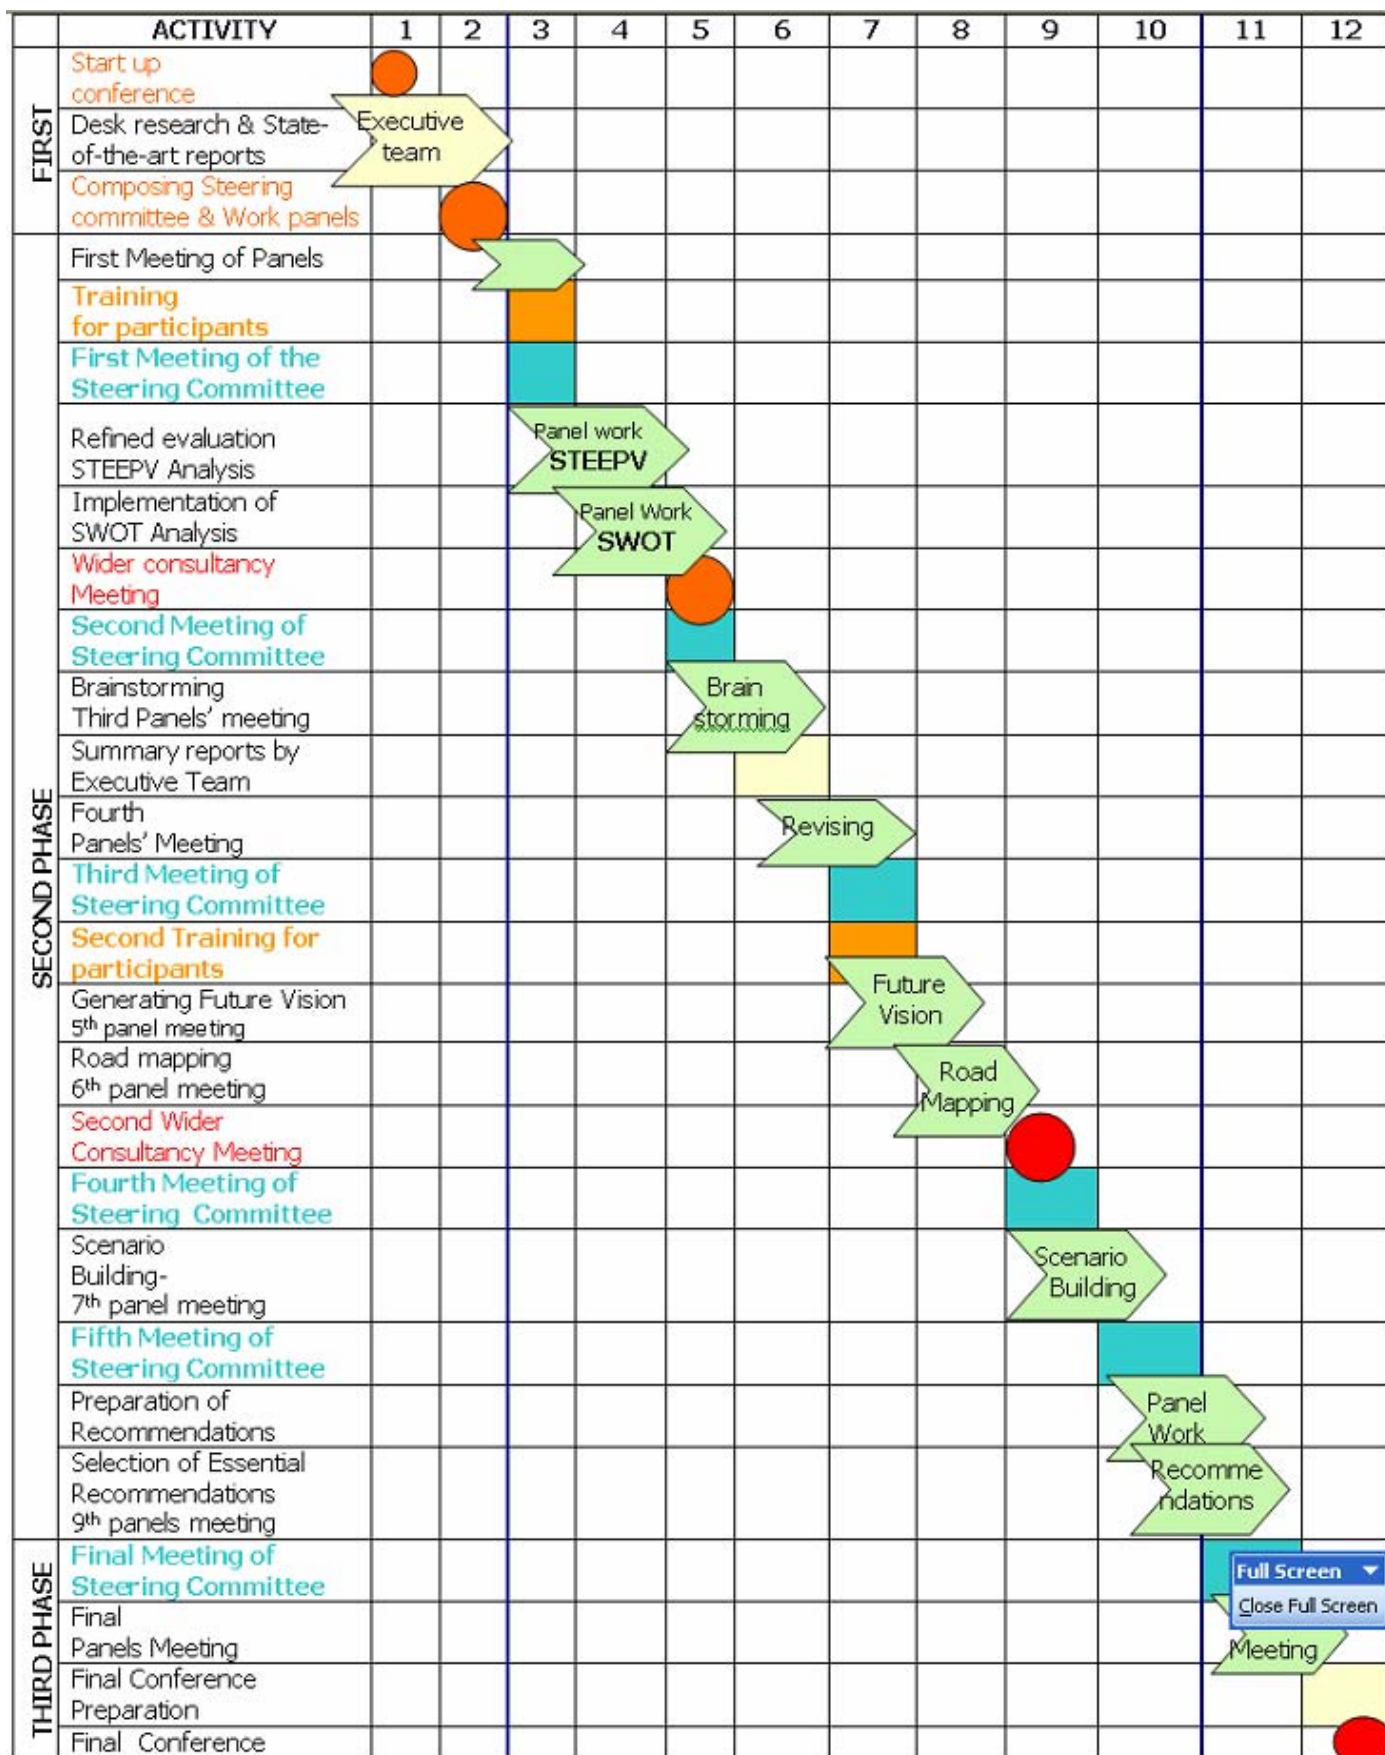 ACTIVITY 1 2 3 4 5 6 7 8 9 10 11 12
FIRST
Start up
conference
Desk research & State-
of-the-art reports
Executive
team
Composing Steering
committee & Work panels
SECOND PHASE
First Meeting of Panels
Training
for participants
First Meeting of the
Steering Committee
Refined evaluation
STEEPV Analysis
Panel work
STEEPV
Implementation of
SWOT Analysis
Panel Work
SWOT
Wider consultancy
Meeting
Second Meeting of
Steering Committee
Brainstorming
Third Panels' meeting
Brain
storming
Summary reports by
Executive Team
Fourth
Panels' Meeting
Revising
Third Meeting of
Steering Committee
Second Training for
participants
Generating Future Vision
5th panel meeting
Future
Vision
Road mapping
6th panel meeting
Road
Mapping
Second Wider
Consultancy Meeting
Fourth Meeting of
Steering Committee
Scenario
Building-
7th panel meeting
Scenario
Building
Fifth Meeting of
Steering Committee
Preparation of
Recommendations
Panel
Work
Selection of Essential
Recommendations
9th panels meeting
Recomme
ndations
THIRD PHASE
Final Meeting of
Steering Committee
Full Screen
Close Full Screen
Final
Panels Meeting
Meeting
Final Conference
Preparation
Final Conference